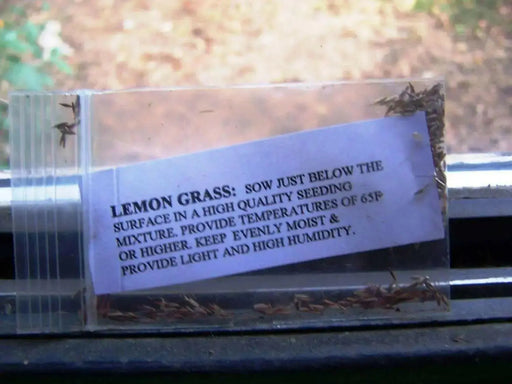 LEMON GRASS: SOW JUST BELOW THE
SURFACE IN A HIGH QUALITY SEEDING
MIXTURE. PROVIDE TEMPERATURES OF 65F
OR HIGHER. KEEP EVENLY MOIST &
PROVIDE LIGHT AND HIGH HUMIDITY.